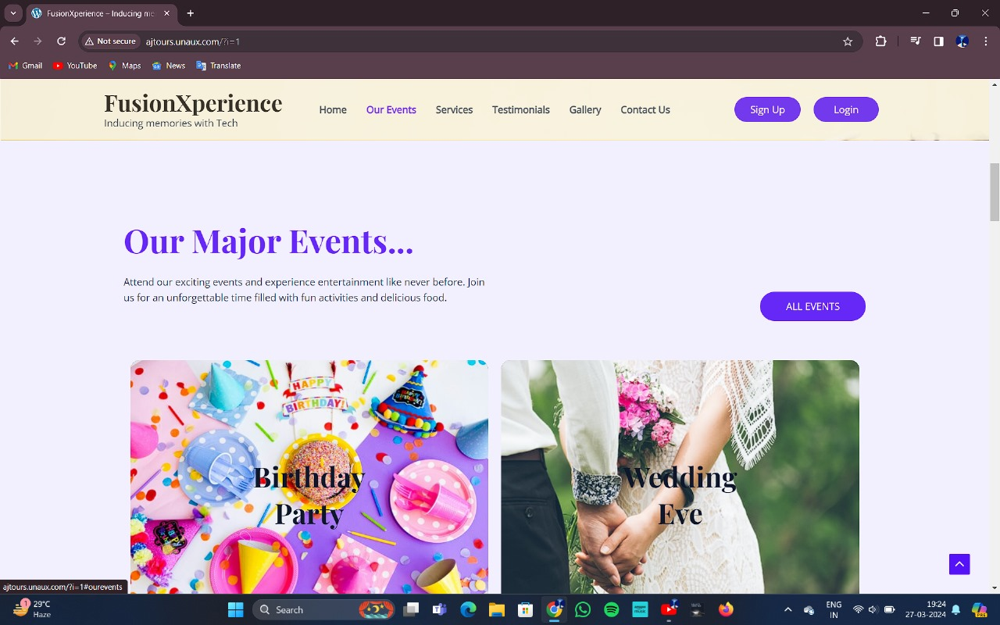 FusionXperience – Inducing me
Not secure
ajtours.unaux.com/?i=1
Gmail
YouTube
Maps
News
Translate
FusionXperience
Inducing memories with Tech
Home
Our Events
Services
Testimonials
Gallery
Contact Us
Sign Up
Login
Our Major Events...
Attend our exciting events and experience entertainment like never before. Join
us for an unforgettable time filled with fun activities and delicious food.
ALL EVENTS
HAPPY
BIRTHDAY!
Birthday
Party
Wedding
Eve
ajtours.unaux.com/?i=1#ourevents
1
29°C
Haze
Search
ENG
IN
19:24
27-03-2024
PRE